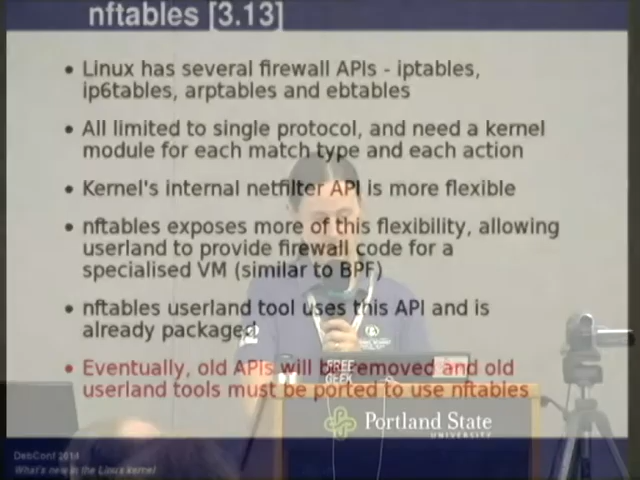 nftables [3.13]
• Linux has several firewall APIs - iptables,
ip6tables, arptables and ebtables
• All limited to single protocol, and need a kernel
module for each match type and each action
• Kernel's internal netfilter API is more flexible
• nftables exposes more of this flexibility, allowing
userland to provide firewall code for a
specialised VM (similar to BPF)
• nftables userland tool uses this API and is
already packaged
• Eventually, old APIs will be removed and old
userland tools must be ported to use nftables
FREE
GEEK
Portland State
UNIVERSITY
DebConf 2014
What's new in the Linux kernel